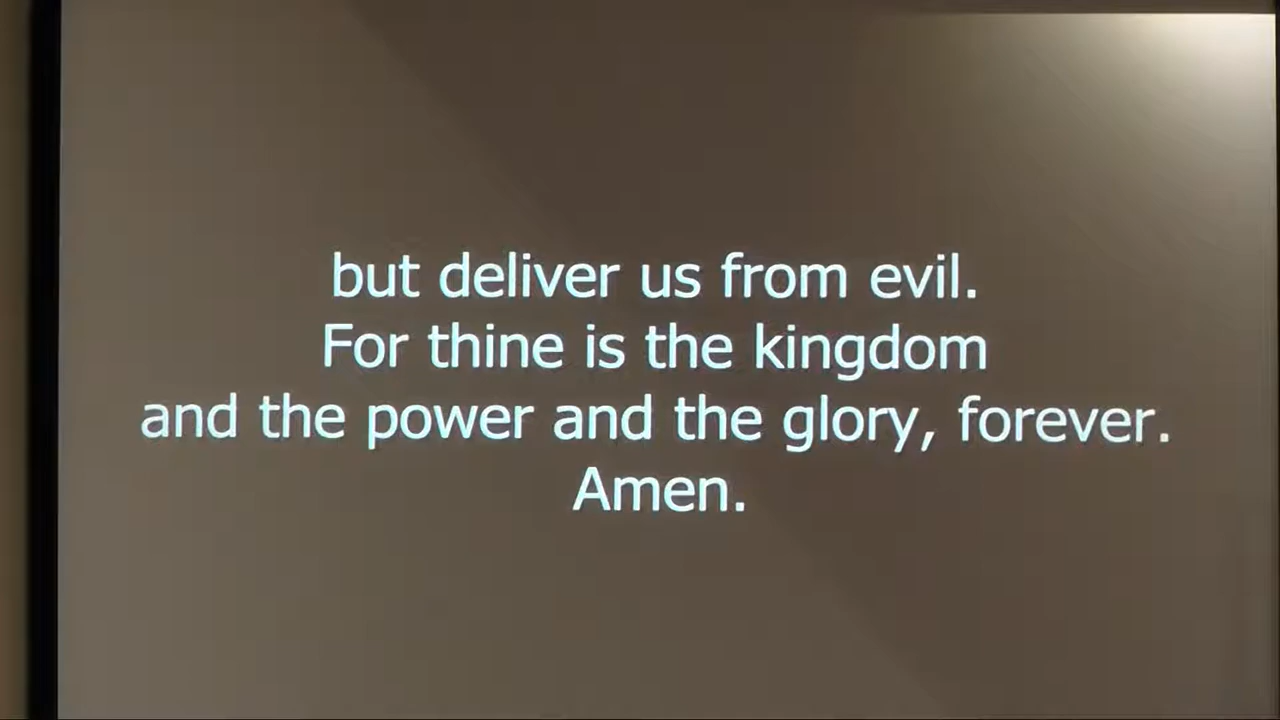 but deliver us from evil.
For thine is the kingdom
and the power and the glory, forever.
Amen.